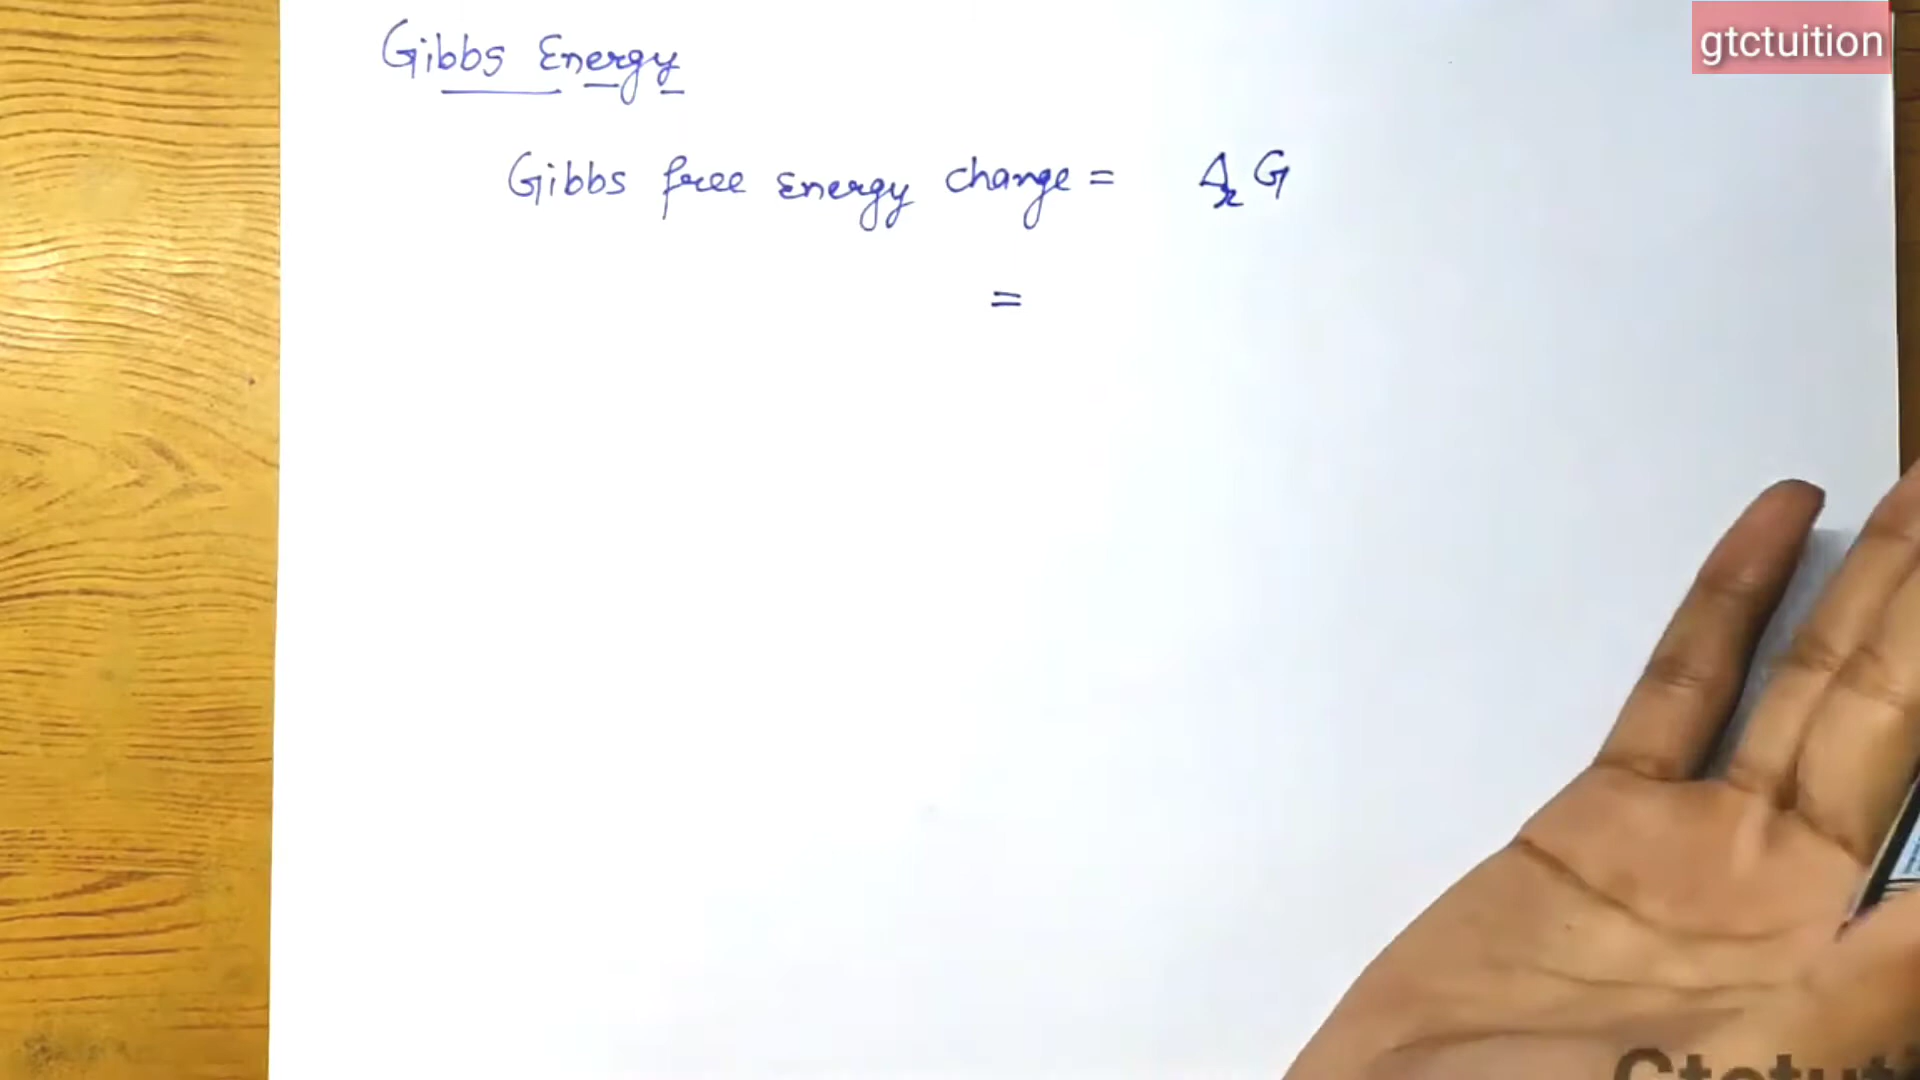 gtctuition
Gibbs Energy
Gibbs free Energy change = ΔrG
=